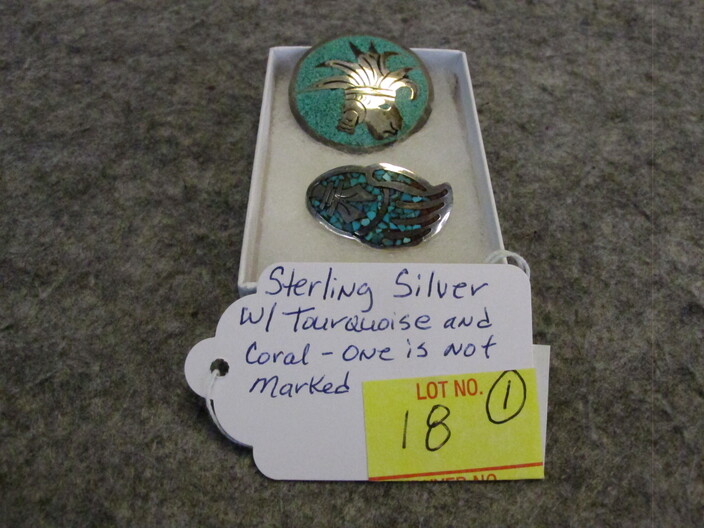 Sterling Silver
W/ Tourquoise and
Coral - one is not
Marked
LOT NO. 1
18